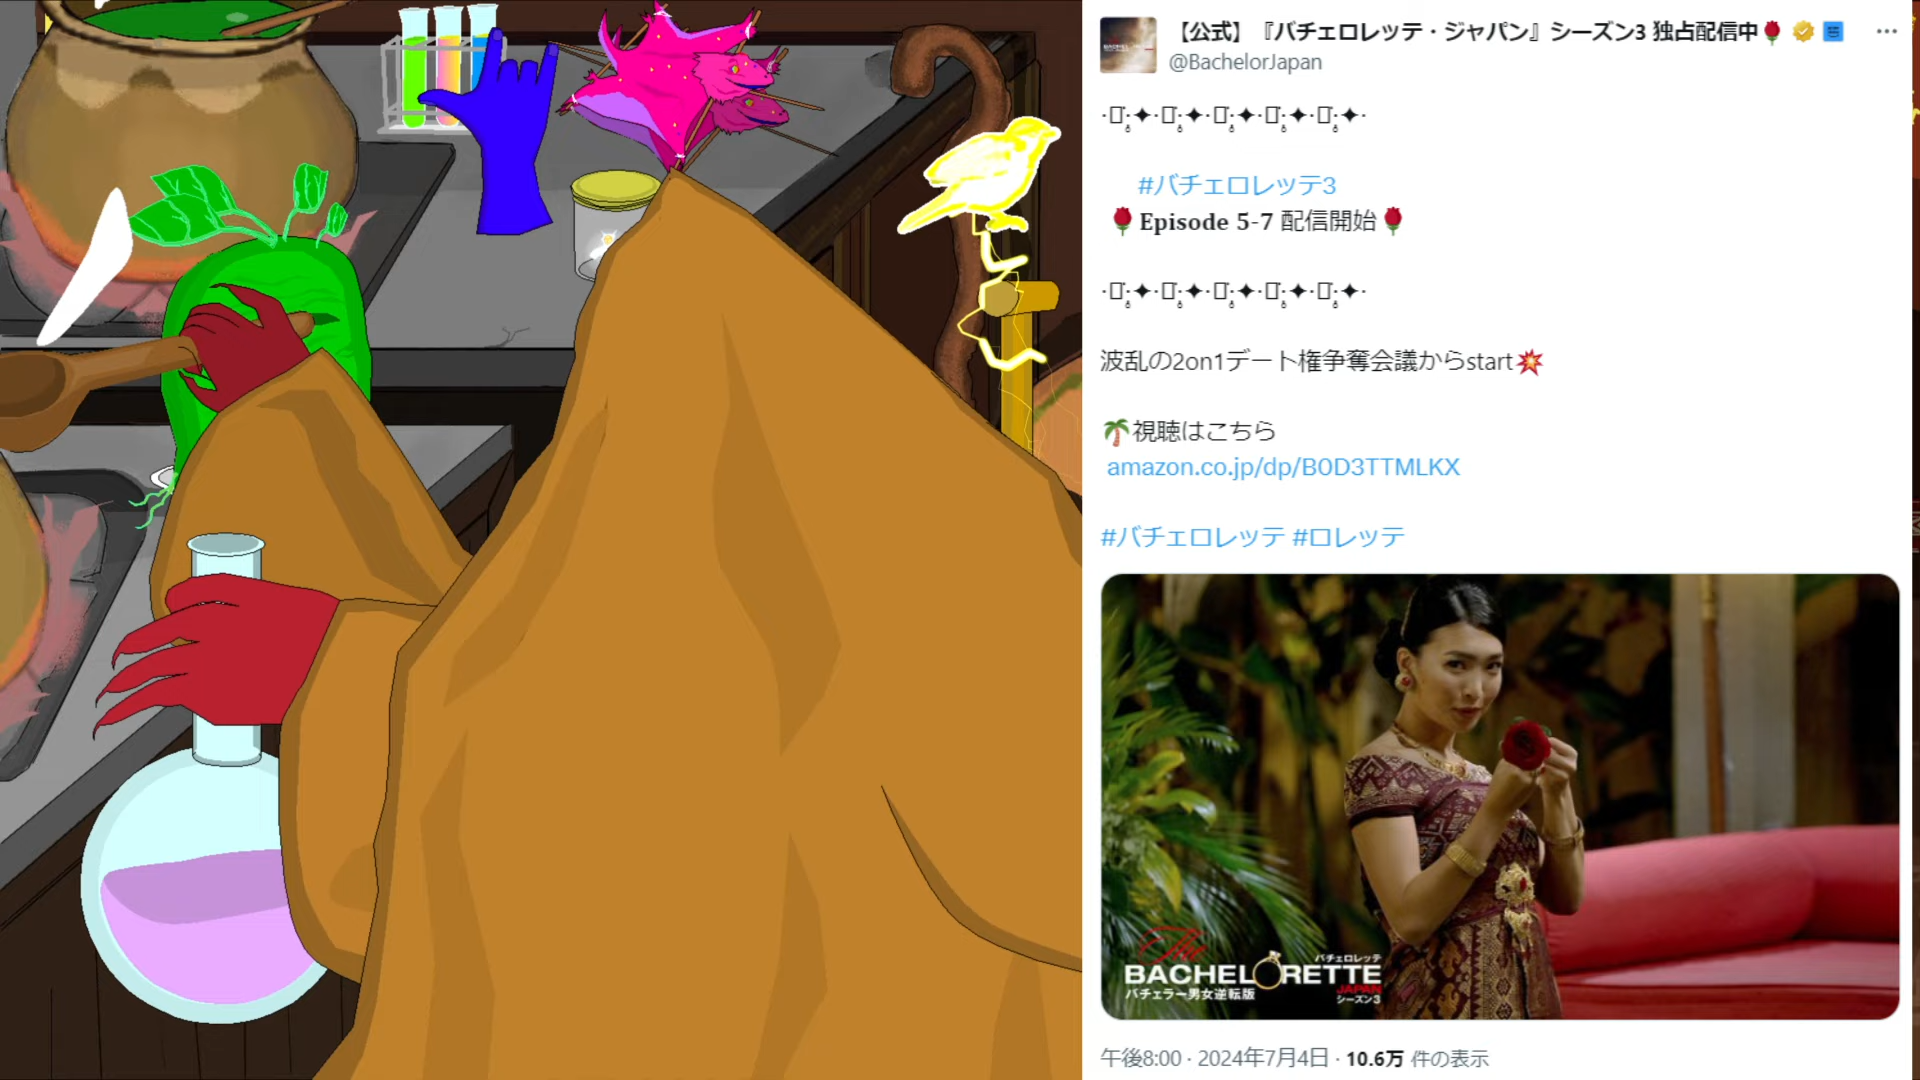 【公式】『バチェロレッテ・ジャパン』シーズン3 独占配信中🌹
@BachelorJapan
#バチェロレッテ3
🌹Episode 5-7 配信開始🌹
波乱の2on1デート権争奪会議からstart💥
🌴視聴はこちら
amazon.co.jp/dp/B0D3TTMLKX
#バチェロレッテ #ロレッテ
The
BACHELORETTE
バチェロレッテ
JAPAN
バチェラー男女逆転版
シーズン3
午後8:00 · 2024年7月4日 · 10.6万 件の表示